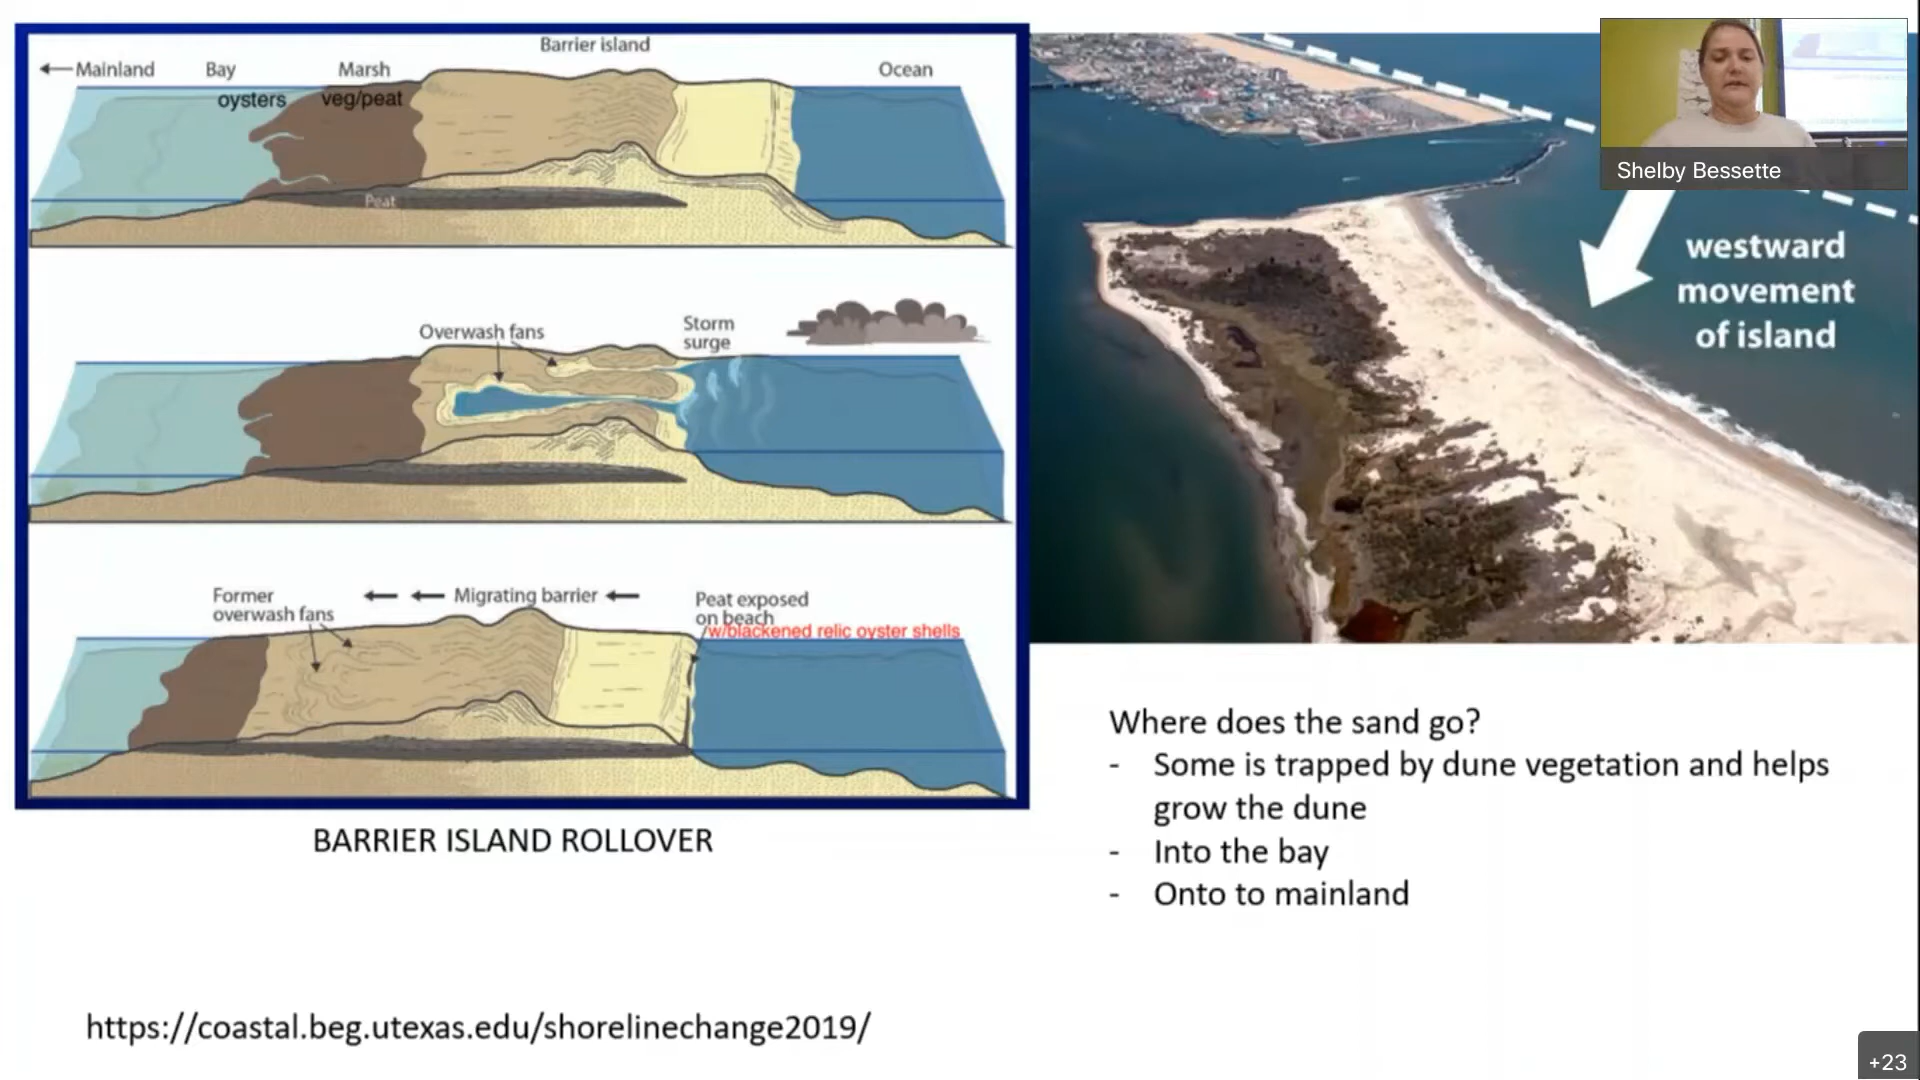 Barrier island
Mainland Bay Marsh Ocean
oysters veg/peat
Peat
Overwash fans
Storm
surge
Former
overwash fans
Migrating barrier
Peat exposed
on beach
w/blackened relic oyster shells
BARRIER ISLAND ROLLOVER
https://coastal.beg.utexas.edu/shorelinechange2019/
Shelby Bessette
westward
movement
of island
Where does the sand go?
- Some is trapped by dune vegetation and helps
grow the dune
- Into the bay
- Onto to mainland
+23